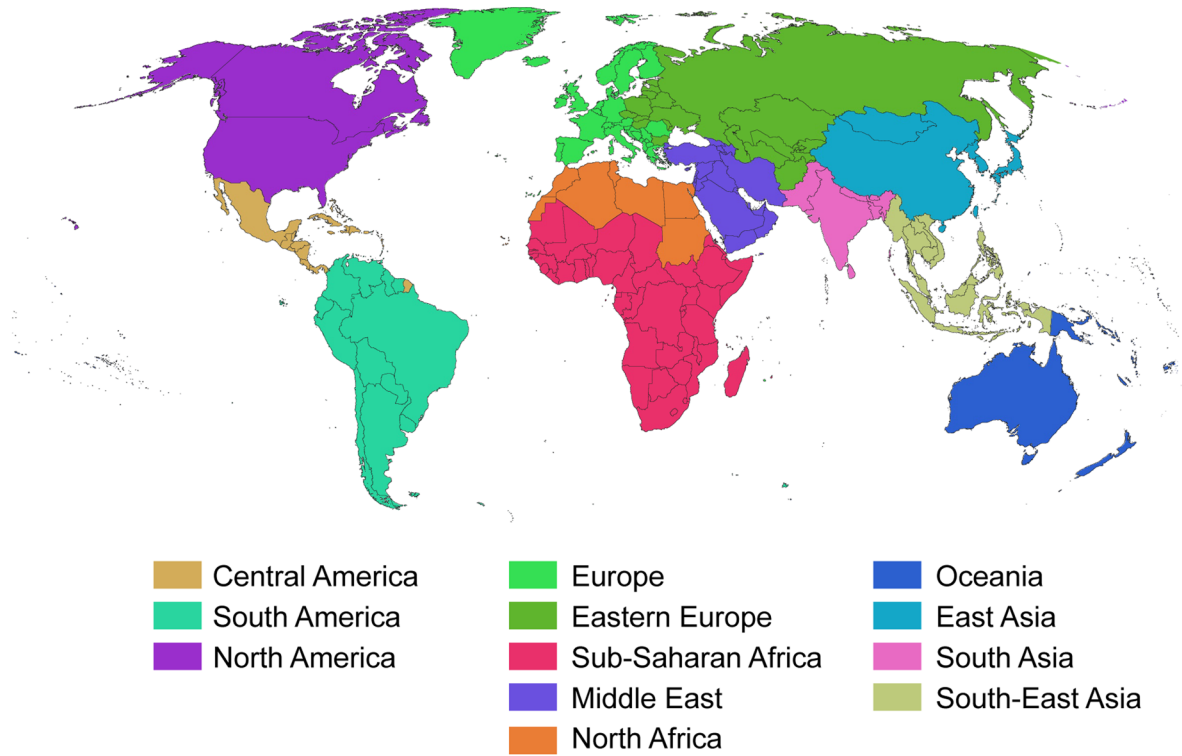 Central America
South America
North America
Europe
Eastern Europe
Sub-Saharan Africa
Middle East
North Africa
Oceania
East Asia
South Asia
South-East Asia